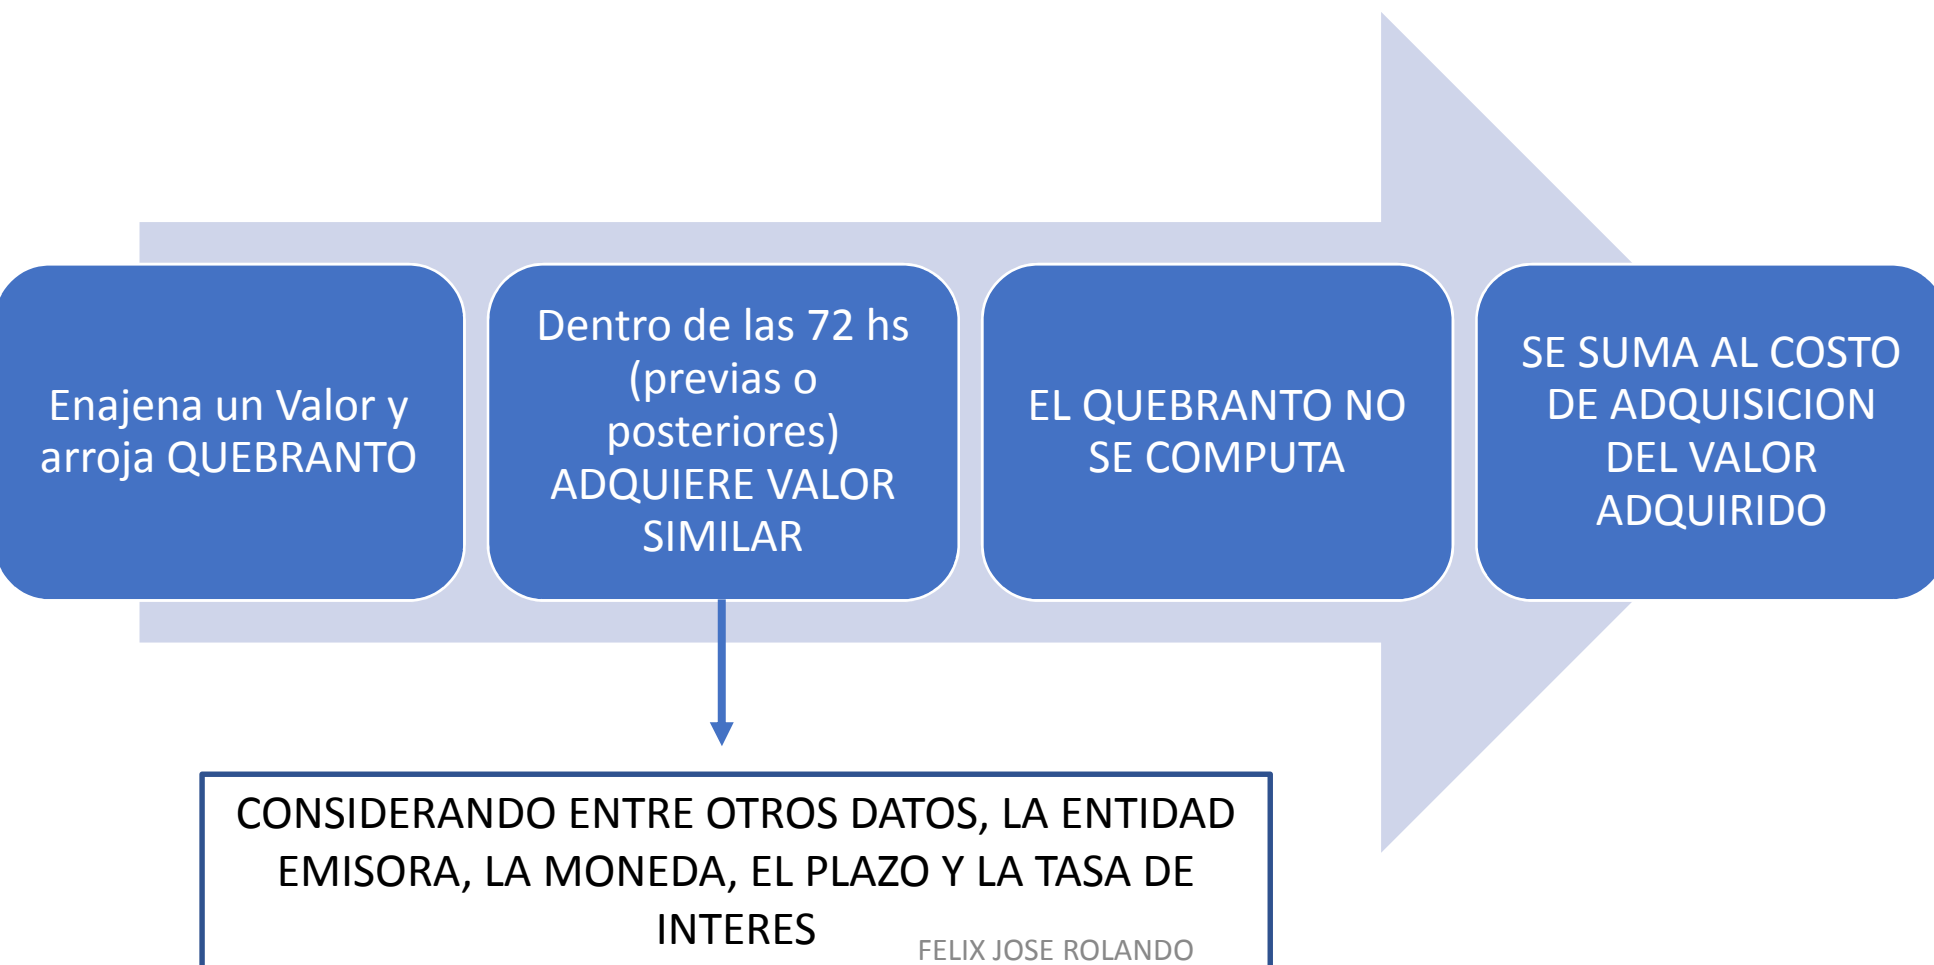 Enajena un Valor y
arroja QUEBRANTO
Dentro de las 72 hs
(previas o
posteriores)
ADQUIERE VALOR
SIMILAR
EL QUEBRANTO NO
SE COMPUTA
SE SUMA AL COSTO
DE ADQUISICION
DEL VALOR
ADQUIRIDO
CONSIDERANDO ENTRE OTROS DATOS, LA ENTIDAD
EMISORA, LA MONEDA, EL PLAZO Y LA TASA DE
INTERES
FELIX JOSE ROLANDO